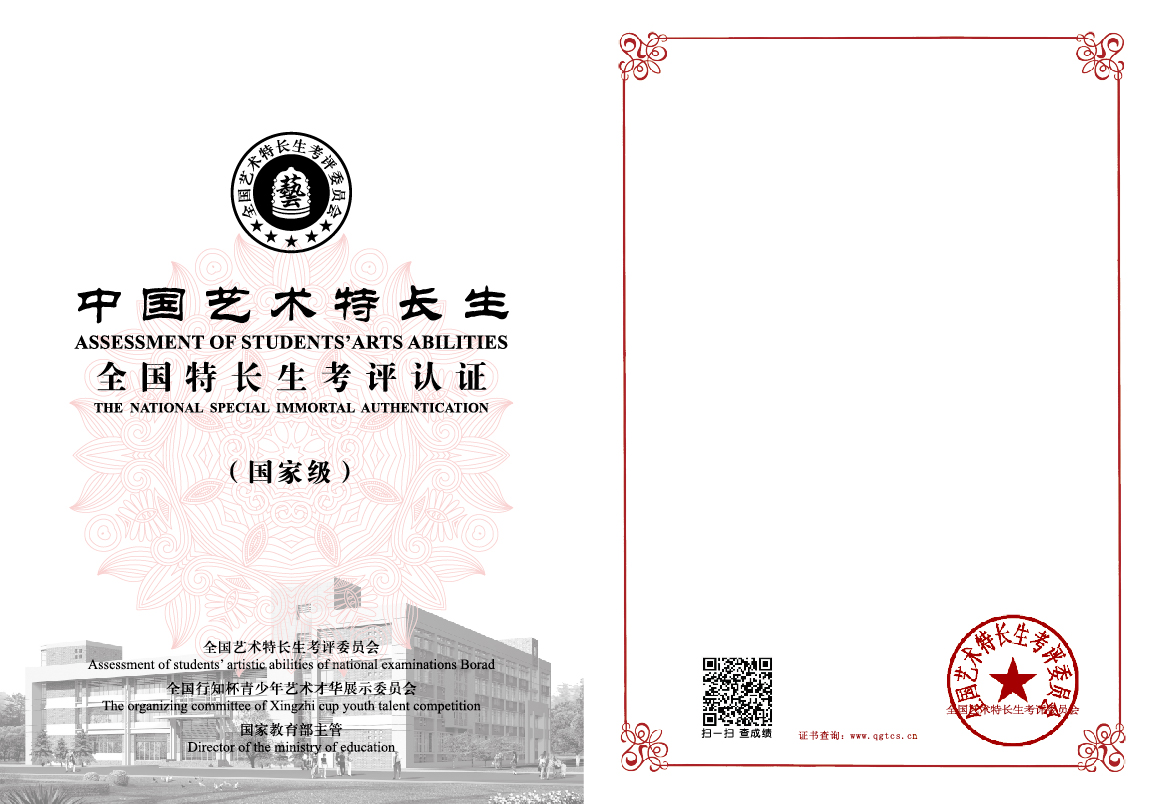 全国艺术特长生考评委员会
藝
中国艺术特长生
ASSESSMENT OF STUDENTS’ARTS ABILITIES
全国特长生考评认证
THE NATIONAL SPECIAL IMMORTAL AUTHENTICATION
（国家级）
全国艺术特长生考评委员会
Assessment of students’ artistic abilities of national examinations Borad
全国行知杯青少年艺术才华展示委员会
The organizing committee of Xingzhi cup youth talent competition
国家教育部主管
Director of the ministry of education
全国艺术特长生考评委员会
全国艺术特长生考评委员会
扫一扫 查成绩
证书查询：www.qgtcs.cn